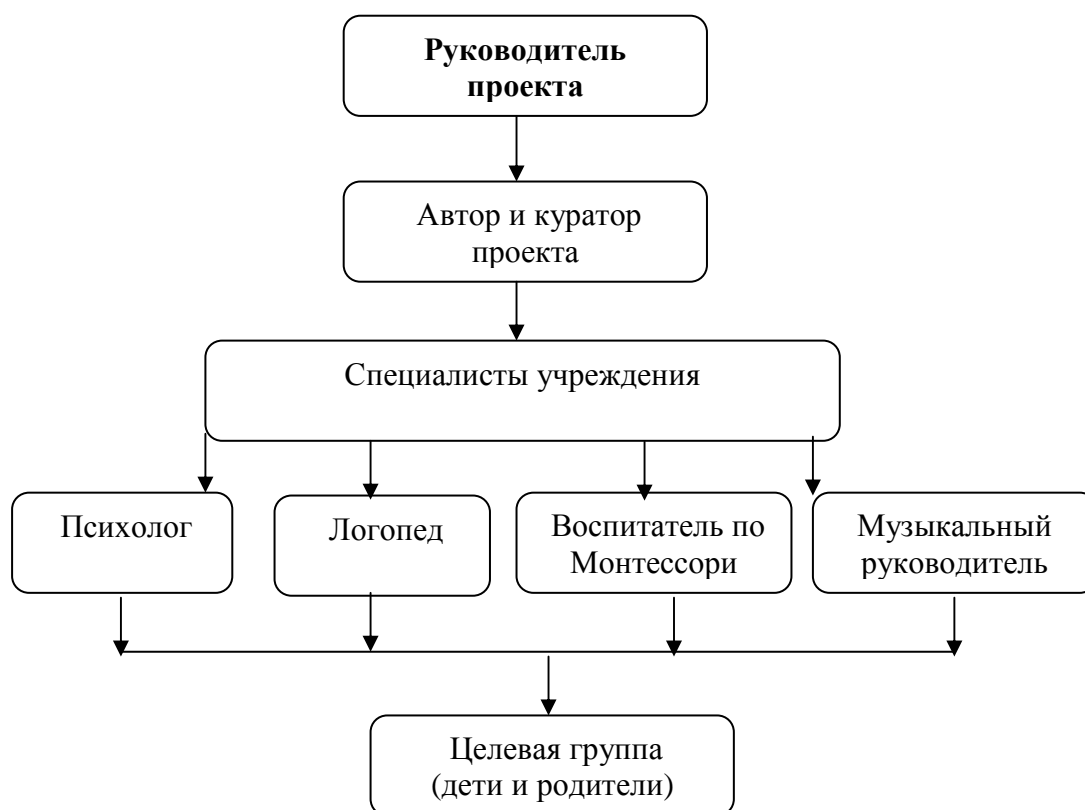 Руководитель
проекта
Автор и куратор
проекта
Специалисты учреждения
Психолог
Логопед
Воспитатель по
Монтессори
Музыкальный
руководитель
Целевая группа
(дети и родители)